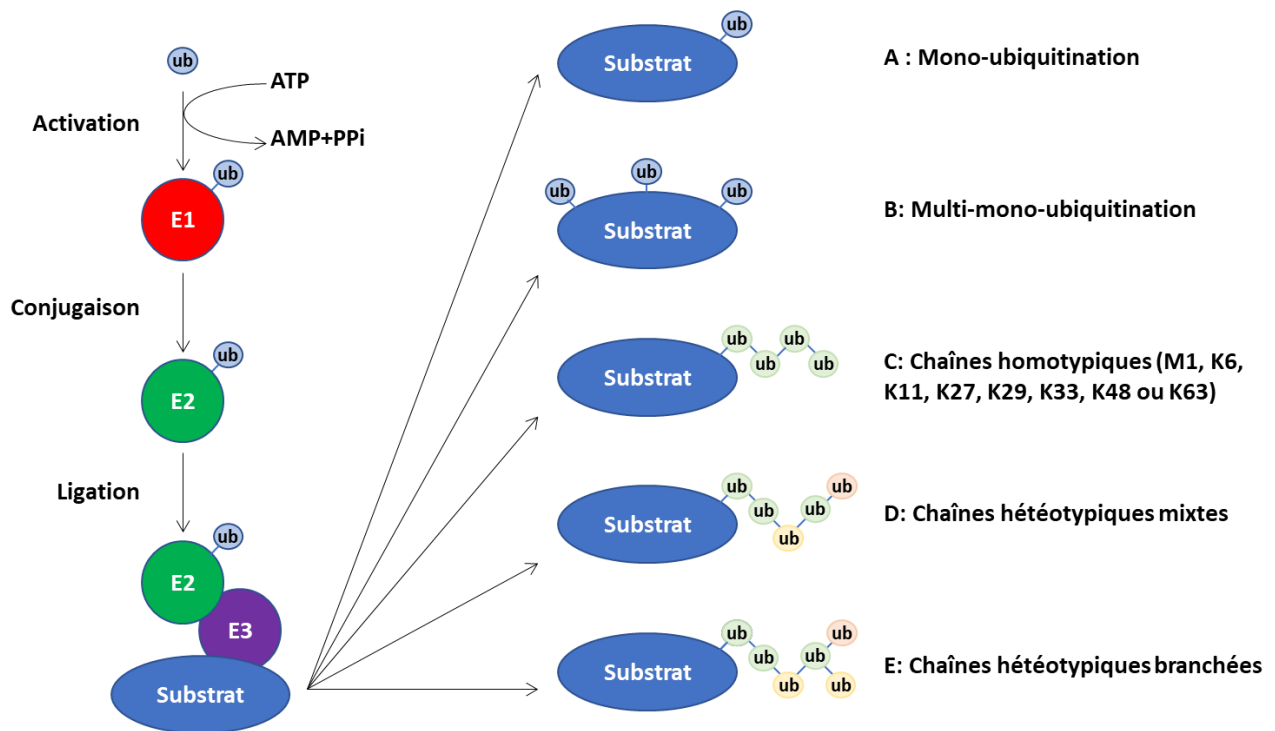 ub
ATP
Activation
AMP+PPi
ub
E1
Conjugaison
ub
E2
Ligation
ub
E2
E3
Substrat
ub
Substrat
A : Mono-ubiquitination
ub
ub
ub
Substrat
B: Multi-mono-ubiquitination
ub
ub
ub
ub
ub
Substrat
C: Chaînes homotypiques (M1, K6,
K11, K27, K29, K33, K48 ou K63)
ub
ub
ub
ub
ub
Substrat
D: Chaînes hétéotypiques mixtes
ub
ub
ub
ub
ub
ub
Substrat
E: Chaînes hétéotypiques branchées